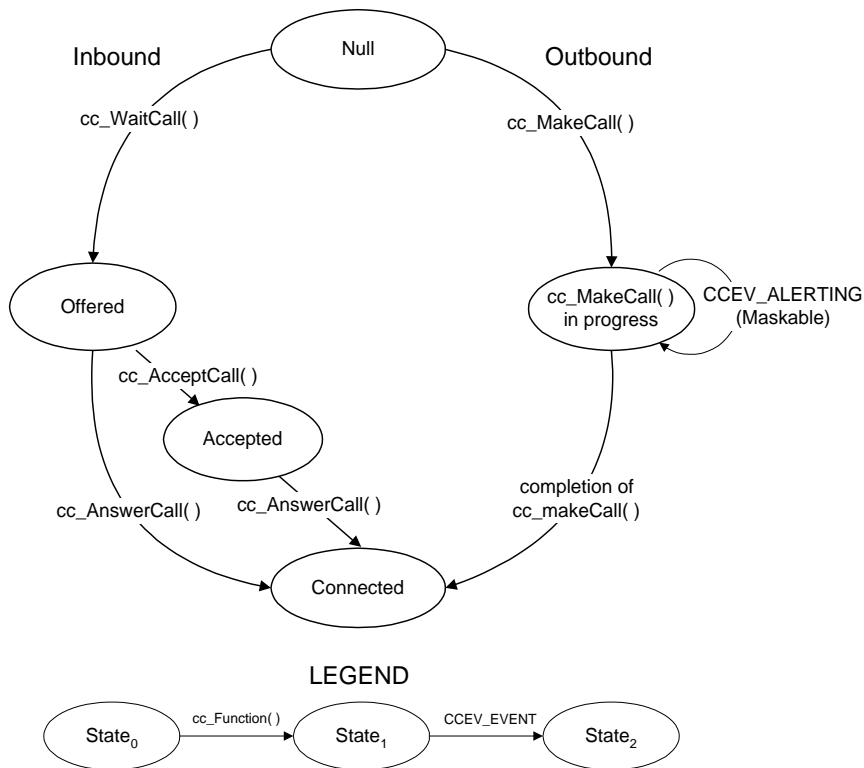 Null
Inbound
Outbound
cc_WaitCall( )
cc_MakeCall( )
Offered
cc_MakeCall( )
in progress
CCEV_ALERTING
(Maskable)
cc_AcceptCall( )
Accepted
cc_AnswerCall( )
cc_AnswerCall( )
completion of
cc_makeCall( )
Connected
LEGEND
State0
cc_Function( )
State1
CCEV_EVENT
State2